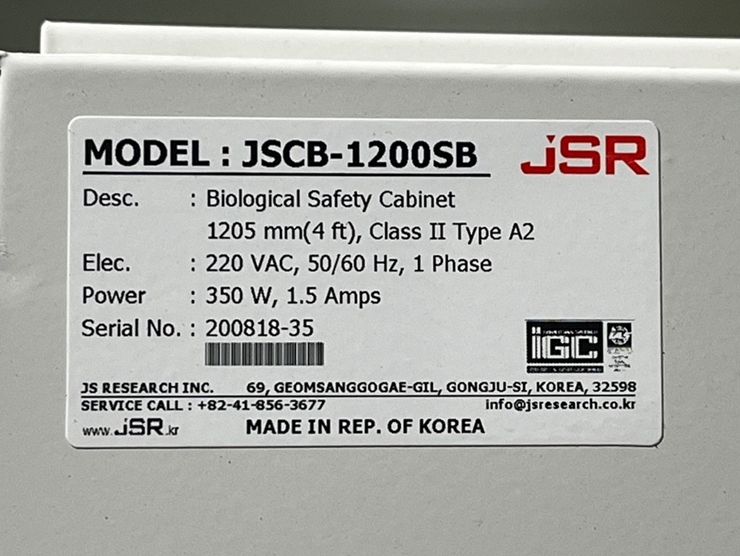 MODEL : JSCB-1200SB JSR
Desc. : Biological Safety Cabinet
1205 mm(4 ft), Class II Type A2
Elec. : 220 VAC, 50/60 Hz, 1 Phase
Power : 350 W, 1.5 Amps
Serial No. : 200818-35
iGC IAS
JS RESEARCH INC. 69, GEOMSANGGOGAE-GIL, GONGJU-SI, KOREA, 32598
SERVICE CALL : +82-41-856-3677 info@jsresearch.co.kr
www.JSR.kr MADE IN REP. OF KOREA